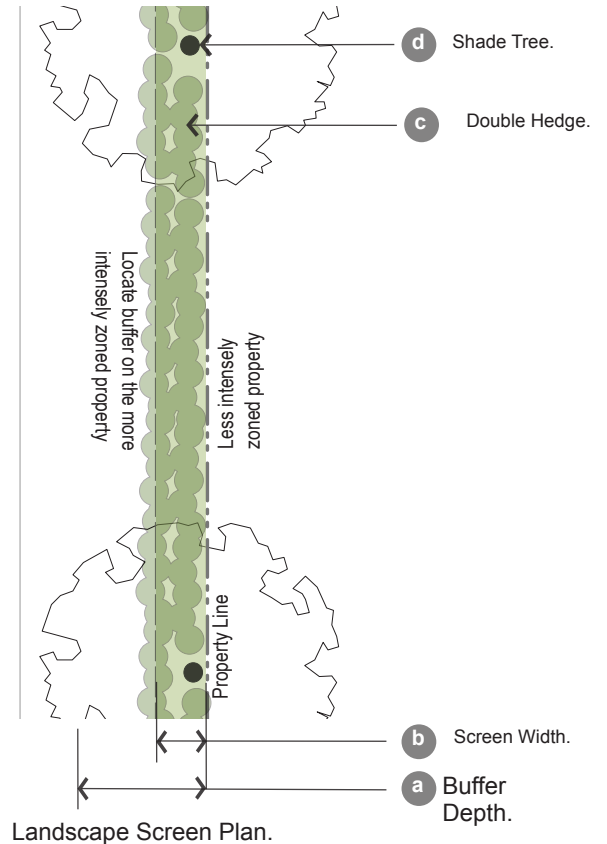 d Shade Tree.
c Double Hedge.
Locate buffer on the more
intensely zoned property
Less intensely
zoned property
Property Line
b Screen Width.
a Buffer
Depth.
Landscape Screen Plan.